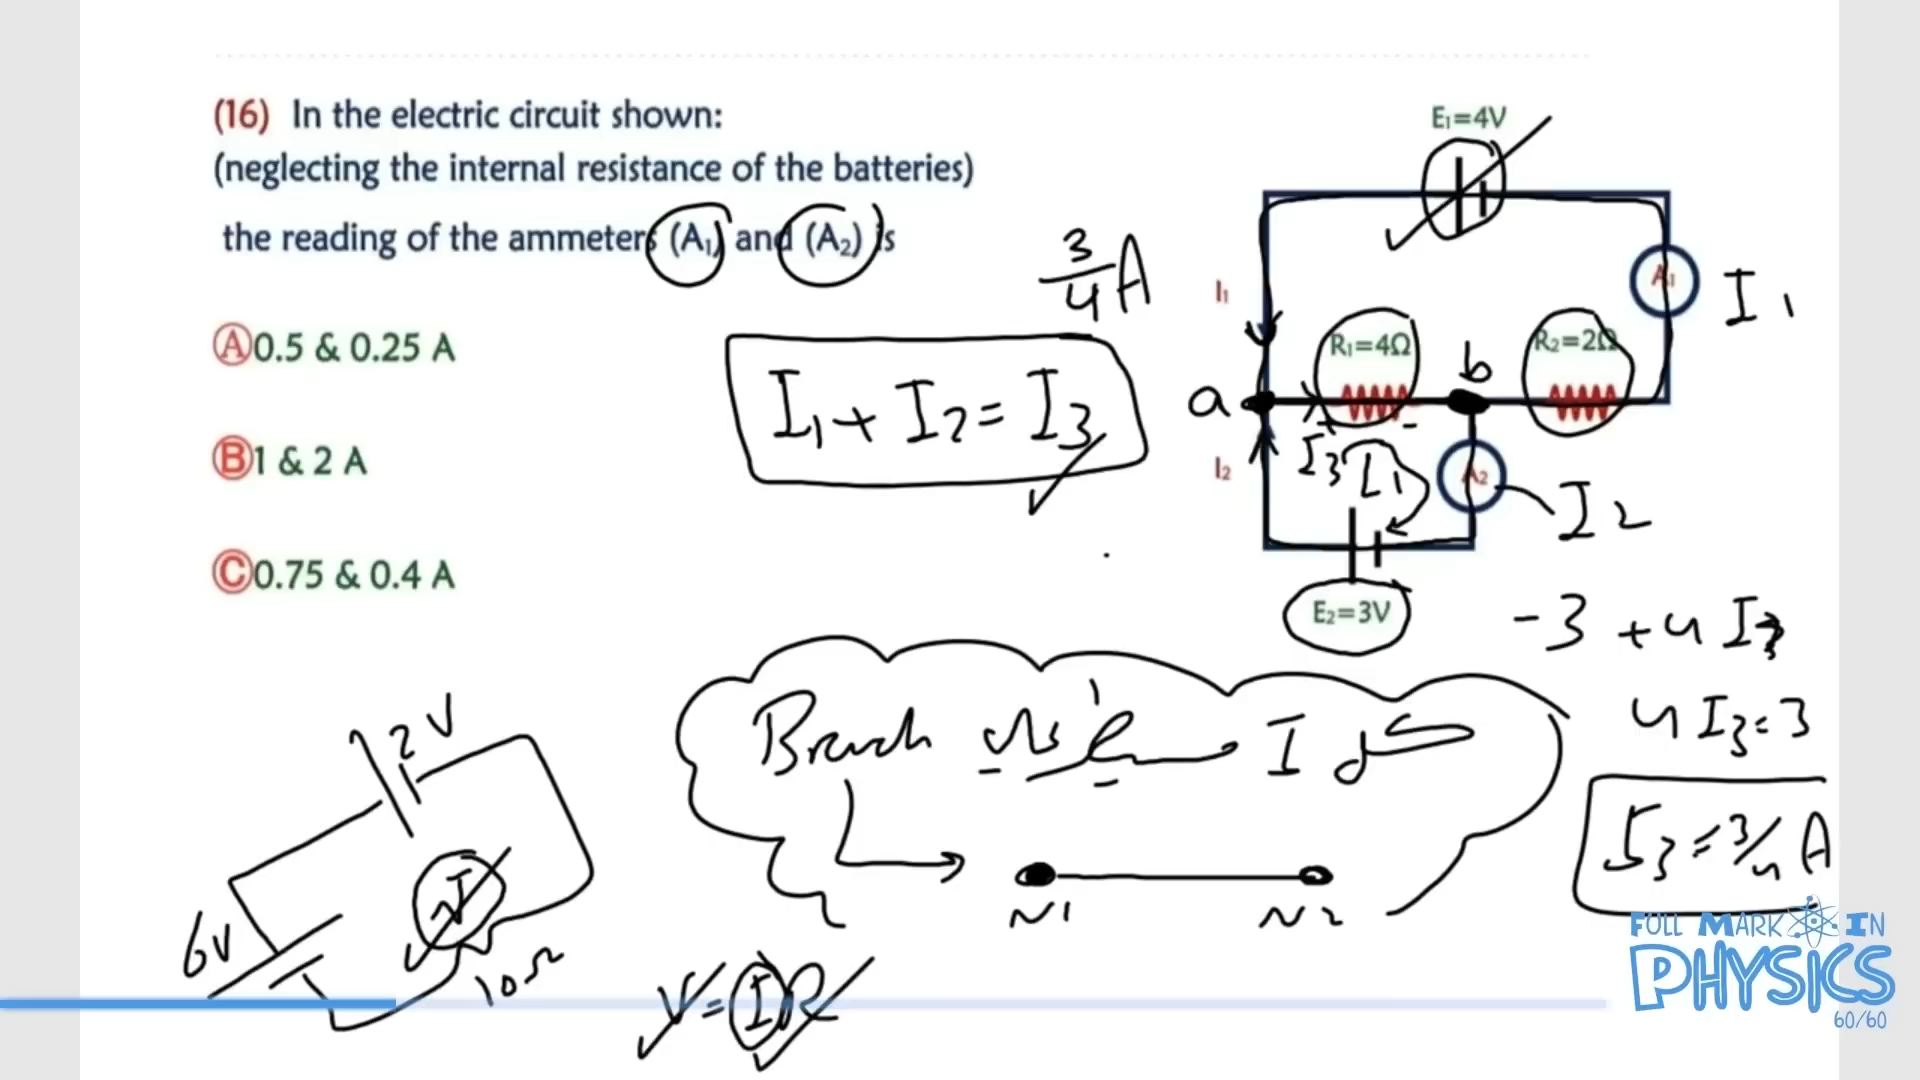 (16) In the electric circuit shown:
(neglecting the internal resistance of the batteries)
the reading of the ammeters (A₁) and (A₂) is
Ⓐ0.5 & 0.25 A
Ⓑ1 & 2 A
Ⓒ0.75 & 0.4 A
3/4 A
I₁ + I₂ = I₃
E₁=4V
I₁
A₁
I₁
R₁=4Ω
b
R₂=2Ω
a
+ -
I₃
I₂
A₂
I₂
E₂=3V
-3 + 4 I₃
4 I₃ = 3
I₃ = 3/4 A
Branch
I
N1
N2
2V
6V
I
10Ω
V = IR
FULL MARK IN
PHYSICS
60/60